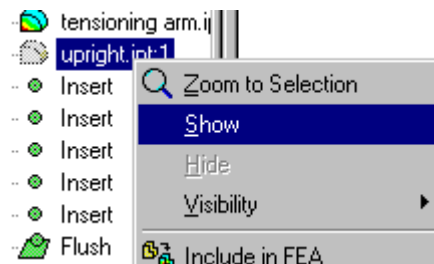 tensioning arm.i
upright.ipt:1
Insert
Insert
Insert
Insert
Insert
Flush
Zoom to Selection
Show
Hide
Visibility
Include in FEA